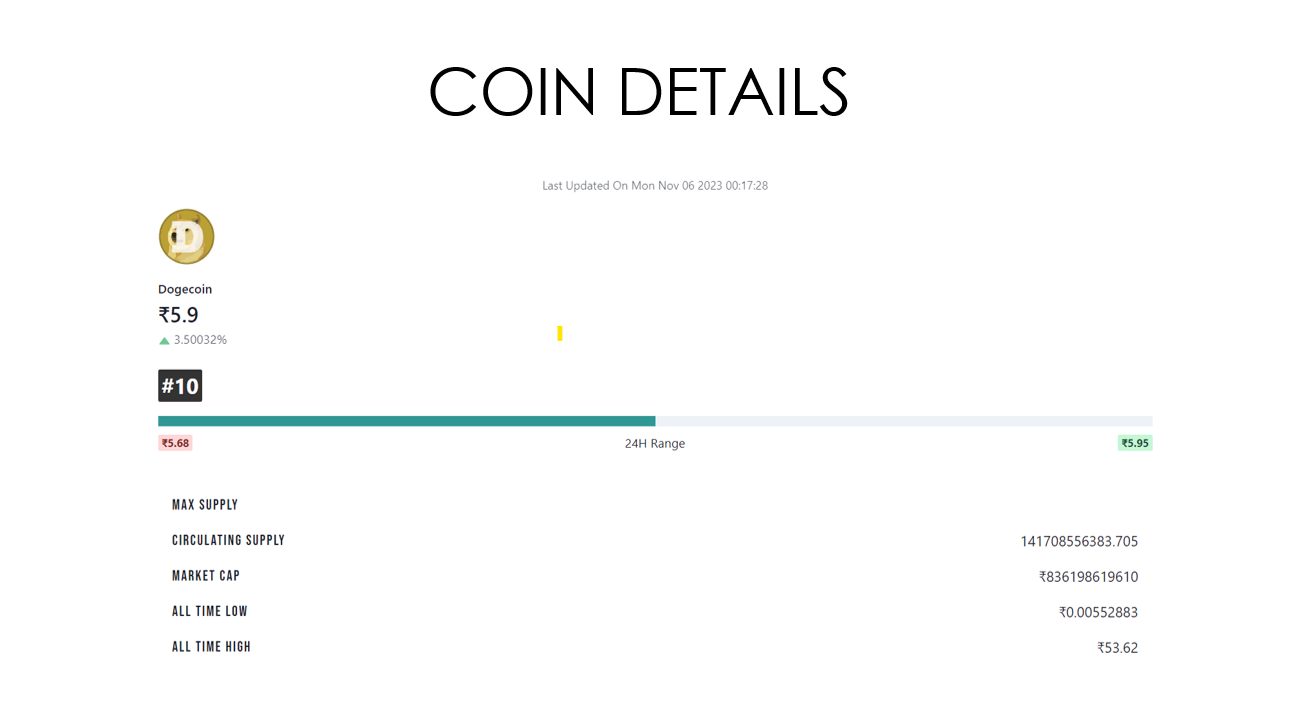 COIN DETAILS
Last Updated On Mon Nov 06 2023 00:17:28
D
Dogecoin
₹5.9
3.50032%
#10
₹5.68 24H Range ₹5.95
MAX SUPPLY
CIRCULATING SUPPLY 141708556383.705
MARKET CAP ₹836198619610
ALL TIME LOW ₹0.00552883
ALL TIME HIGH ₹53.62